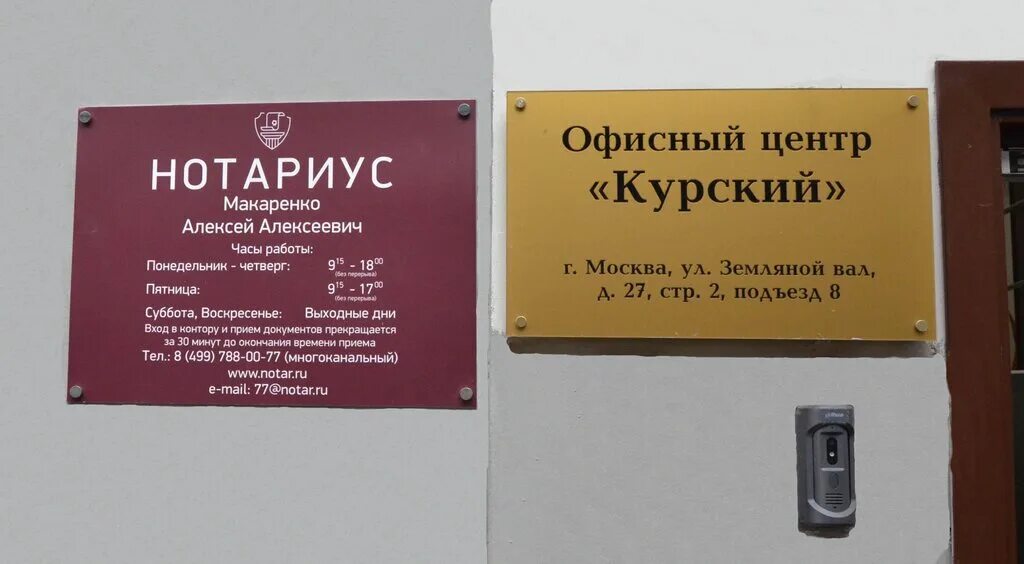 НОТАРИУС
Макаренко
Алексей Алексеевич
Часы работы:
Понедельник - четверг: 9¹⁵ - 18⁰⁰
(без перерыва)
Пятница: 9¹⁵ - 17⁰⁰
(без перерыва)
Суббота, Воскресенье: Выходные дни
Вход в контору и прием документов прекращается
за 30 минут до окончания времени приема
Тел.: 8 (499) 788-00-77 (многоканальный)
www.notar.ru
e-mail: 77@notar.ru
Офисный центр
«Курский»
г. Москва, ул. Земляной вал,
д. 27, стр. 2, подъезд 8
alhua